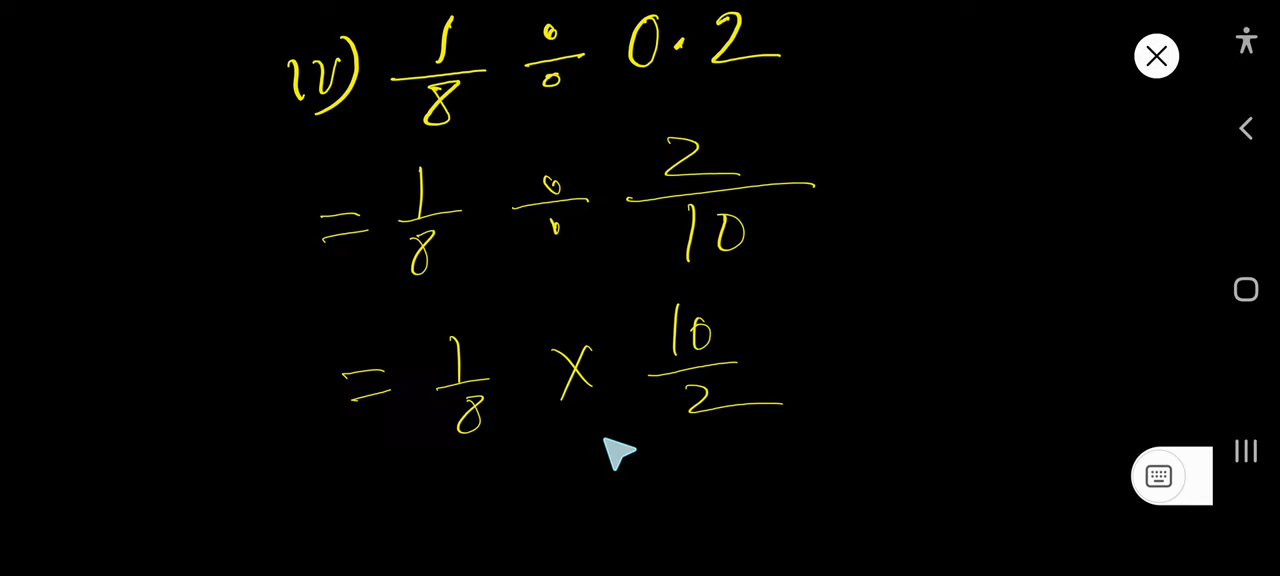 iv) 1/8 ÷ 0.2
= 1/8 ÷ 2/10
= 1/8 × 10/2